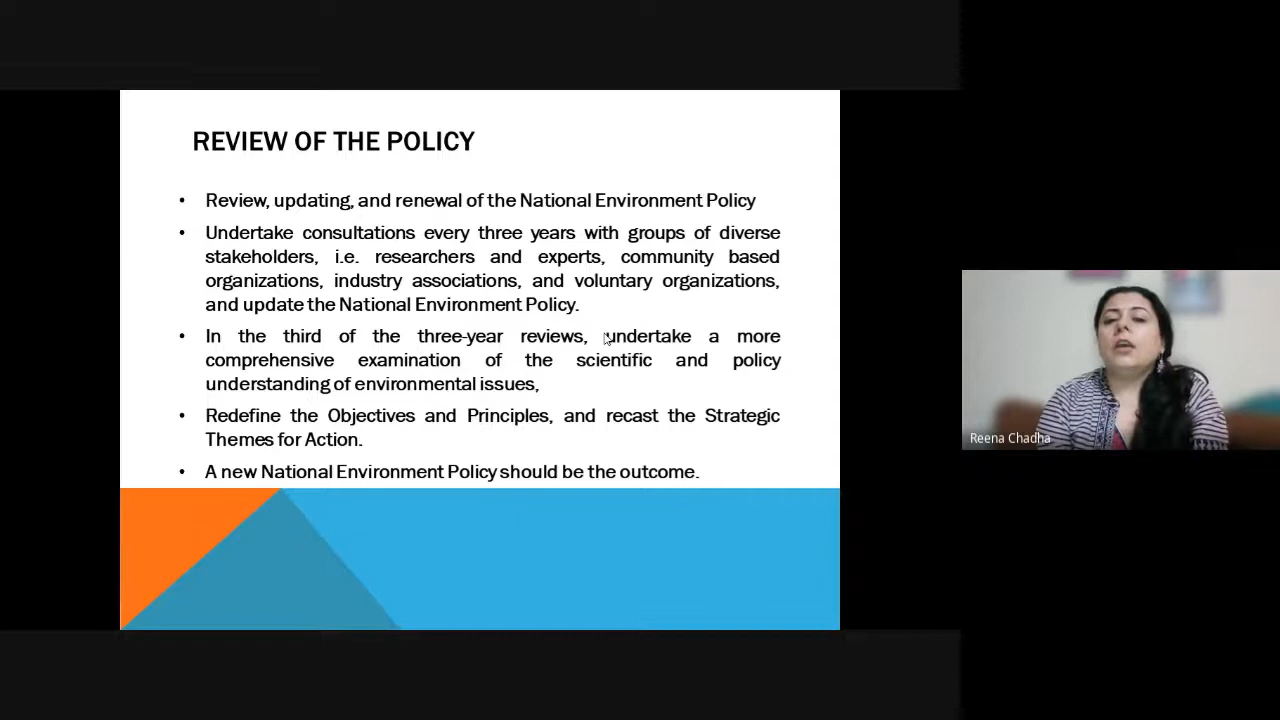 REVIEW OF THE POLICY
• Review, updating, and renewal of the National Environment Policy
• Undertake consultations every three years with groups of diverse
stakeholders, i.e. researchers and experts, community based
organizations, industry associations, and voluntary organizations,
and update the National Environment Policy.
• In the third of the three-year reviews, undertake a more
comprehensive examination of the scientific and policy
understanding of environmental issues,
• Redefine the Objectives and Principles, and recast the Strategic
Themes for Action.
• A new National Environment Policy should be the outcome.
Reena Chadha